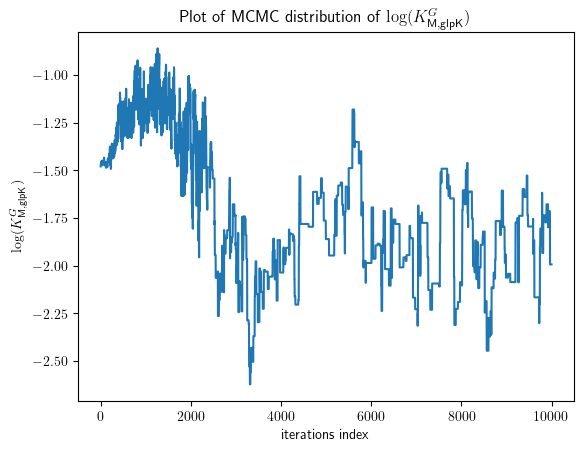 Plot of MCMC distribution of log(K^G_M,glpK)
−1.00
−1.25
−1.50
−1.75
−2.00
−2.25
−2.50
log(K^G_M,glpK)
0 2000 4000 6000 8000 10000
iterations index